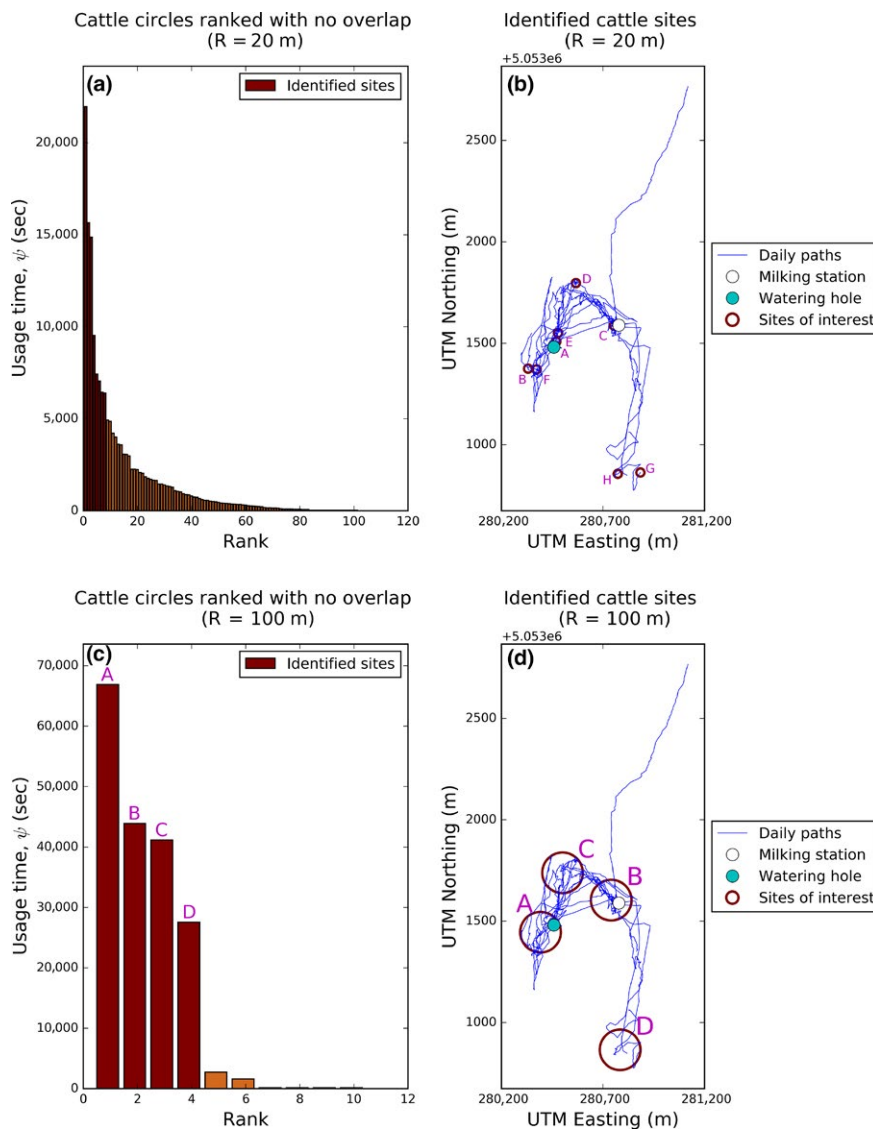 Cattle circles ranked with no overlap
(R = 20 m)
(a)
Identified sites
20,000
15,000
10,000
5,000
0
Usage time, ψ (sec)
0 20 40 60 80 100 120
Rank
Identified cattle sites
(R = 20 m)
+5.053e6
(b)
2500
2000
1500
1000
UTM Northing (m)
D
E
A
C
B
F
H
G
280,200 280,700 281,200
UTM Easting (m)
Daily paths
Milking station
Watering hole
Sites of interest
Cattle circles ranked with no overlap
(R = 100 m)
(c)
Identified sites
70,000
60,000
50,000
40,000
30,000
20,000
10,000
0
Usage time, ψ (sec)
A
B
C
D
0 2 4 6 8 10 12
Rank
Identified cattle sites
(R = 100 m)
+5.053e6
(d)
2500
2000
1500
1000
UTM Northing (m)
C
B
A
D
280,200 280,700 281,200
UTM Easting (m)
Daily paths
Milking station
Watering hole
Sites of interest